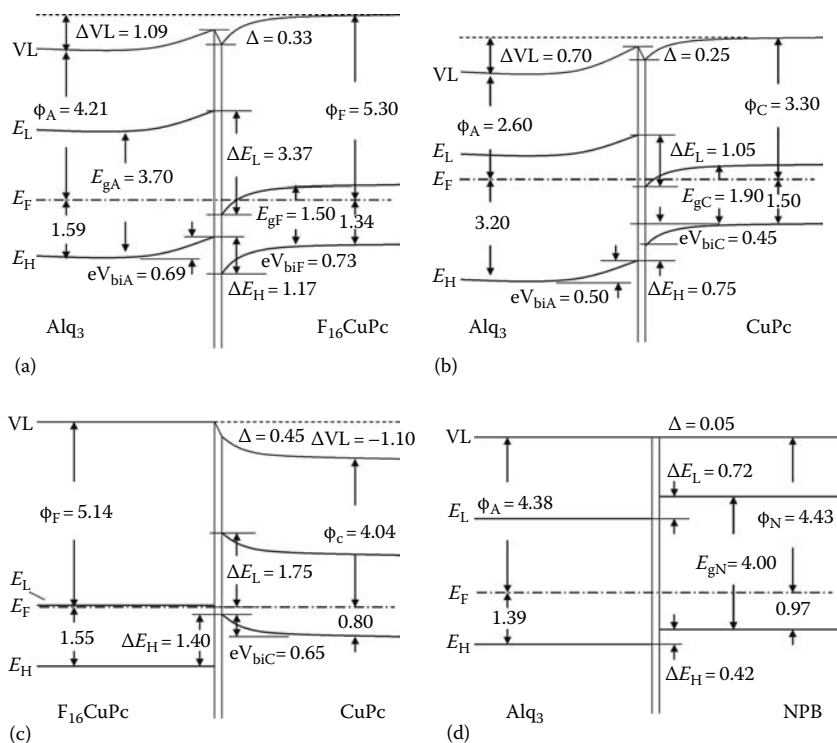 ΔVL = 1.09
Δ = 0.33
VL
ϕA = 4.21
ϕF = 5.30
EL
ΔEL = 3.37
EgA = 3.70
EF
EgF = 1.50
1.34
1.59
EH
eVbiA = 0.69
eVbiF = 0.73
ΔEH = 1.17
Alq3
F16CuPc
(a)
ΔVL = 0.70
Δ = 0.25
VL
ϕA = 2.60
ϕC = 3.30
EL
ΔEL = 1.05
EF
EgC = 1.90
1.50
3.20
eVbiC = 0.45
EH
eVbiA = 0.50
ΔEH = 0.75
Alq3
CuPc
(b)
VL
Δ = 0.45
ΔVL = −1.10
ϕF = 5.14
ϕc = 4.04
ΔEL = 1.75
EL
EF
1.55
ΔEH = 1.40
0.80
eVbiC = 0.65
EH
F16CuPc
CuPc
(c)
Δ = 0.05
VL
ΔEL = 0.72
ϕA = 4.38
ϕN = 4.43
EL
EgN = 4.00
EF
1.39
0.97
EH
ΔEH = 0.42
Alq3
NPB
(d)